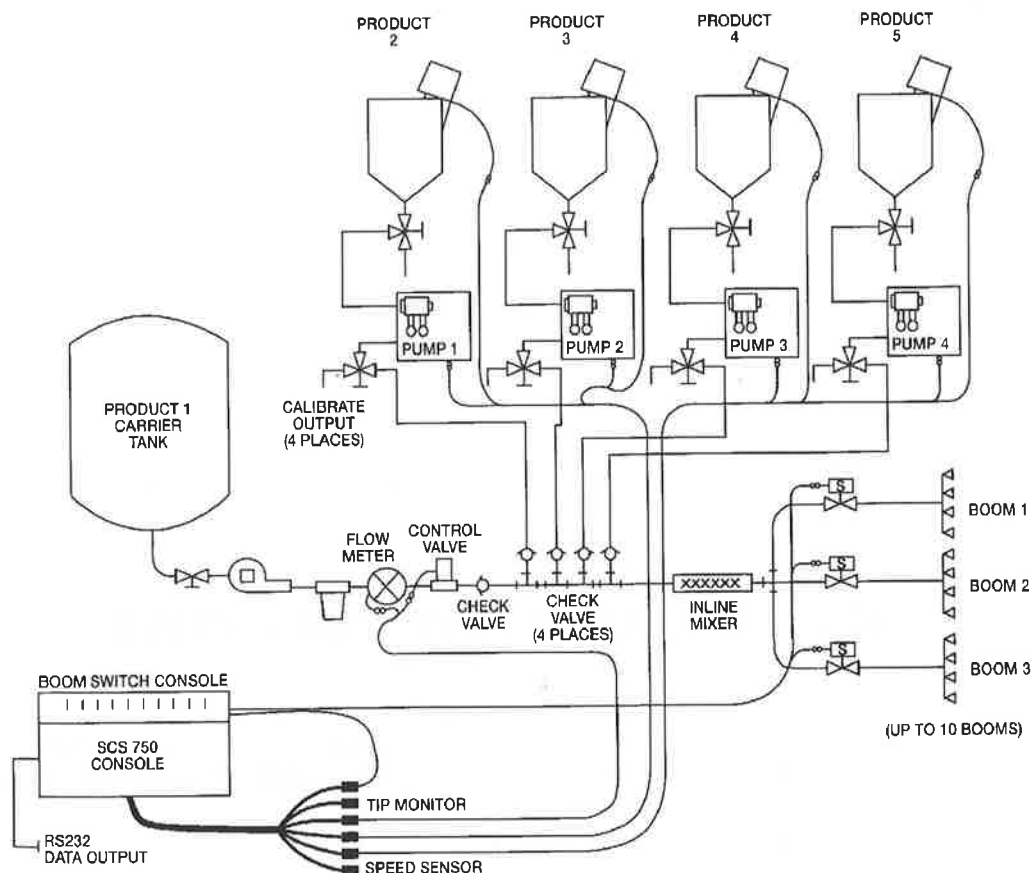 PRODUCT
2
PRODUCT
3
PRODUCT
4
PRODUCT
5
PUMP 1
PUMP 2
PUMP 3
PUMP 4
PRODUCT 1
CARRIER
TANK
CALIBRATE
OUTPUT
(4 PLACES)
FLOW
METER
CONTROL
VALVE
CHECK
VALVE
CHECK
VALVE
(4 PLACES)
XXXXXX
INLINE
MIXER
S
BOOM 1
S
BOOM 2
S
BOOM 3
(UP TO 10 BOOMS)
BOOM SWITCH CONSOLE
SCS 750
CONSOLE
TIP MONITOR
RS232
DATA OUTPUT
SPEED SENSOR